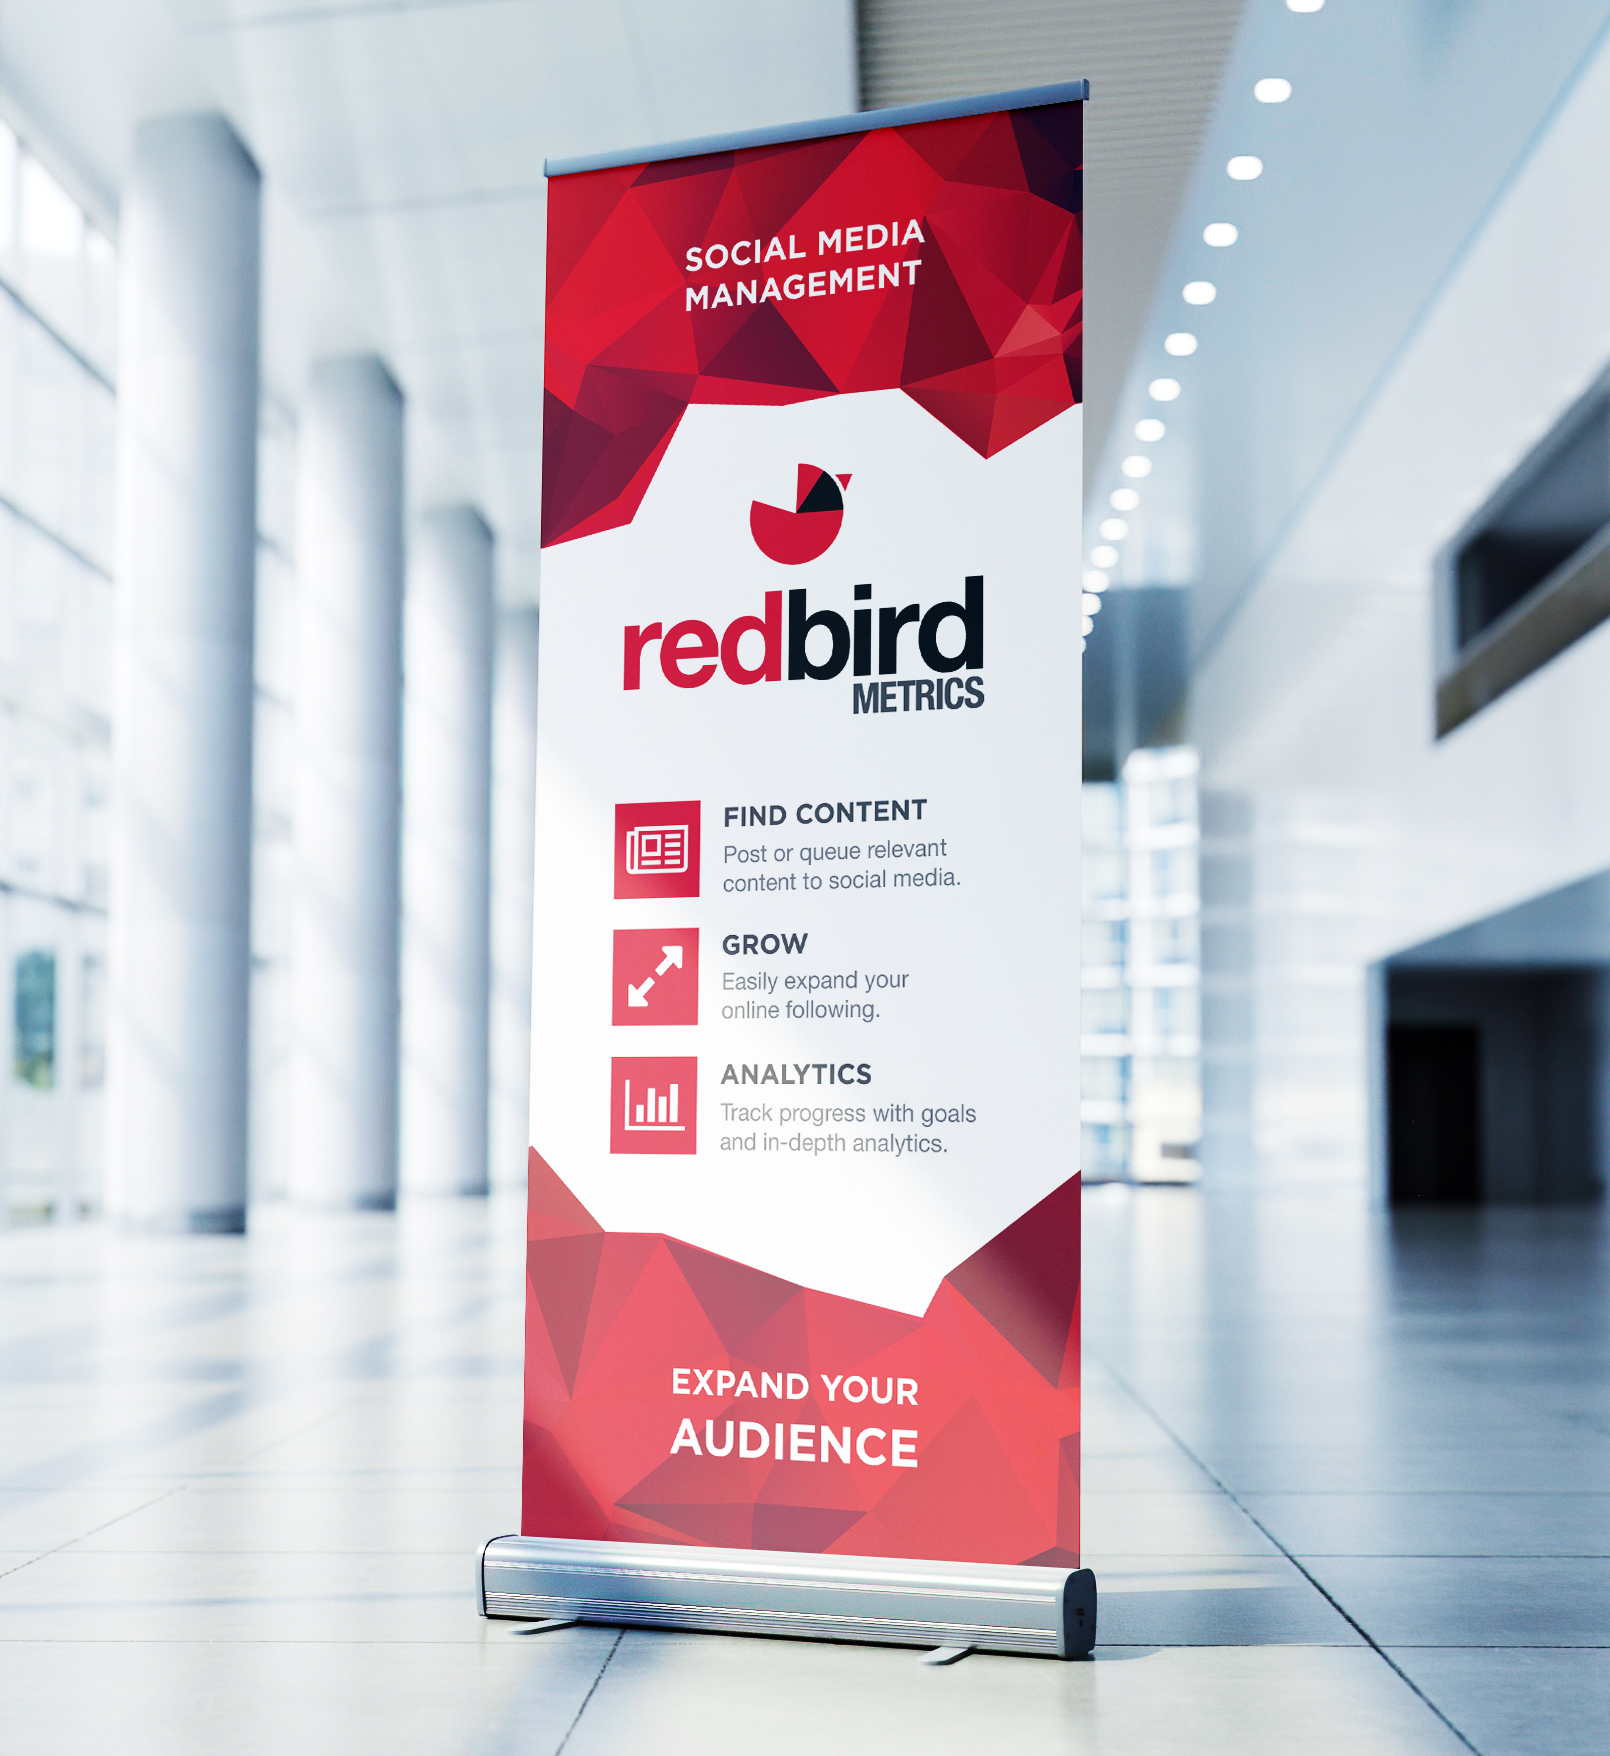 SOCIAL MEDIA
MANAGEMENT
redbird
METRICS
FIND CONTENT
Post or queue relevant
content to social media.
GROW
Easily expand your
online following.
ANALYTICS
Track progress with goals
and in-depth analytics.
EXPAND YOUR
AUDIENCE